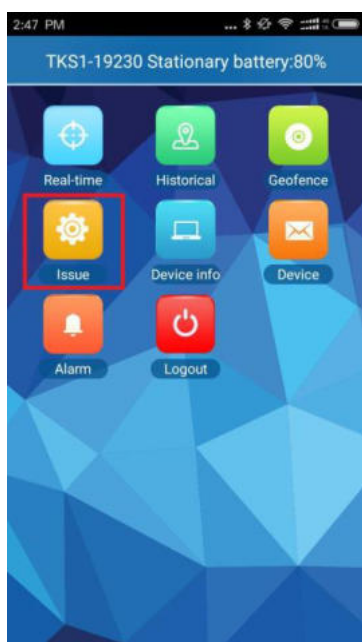 2:47 PM
TKS1-19230 Stationary battery:80%
Real-time
Historical
Geofence
Issue
Device info
Device
Alarm
Logout